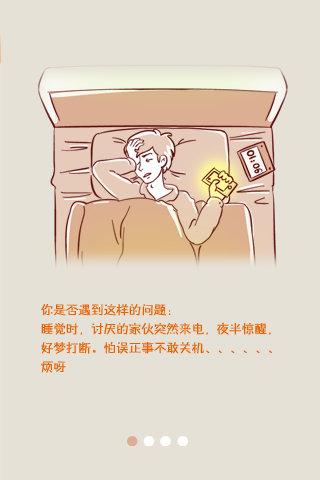 01:06
你是否遇到这样的问题：
睡觉时，讨厌的家伙突然来电，夜半惊醒，
好梦打断。怕误正事不敢关机、、、、、、
烦呀